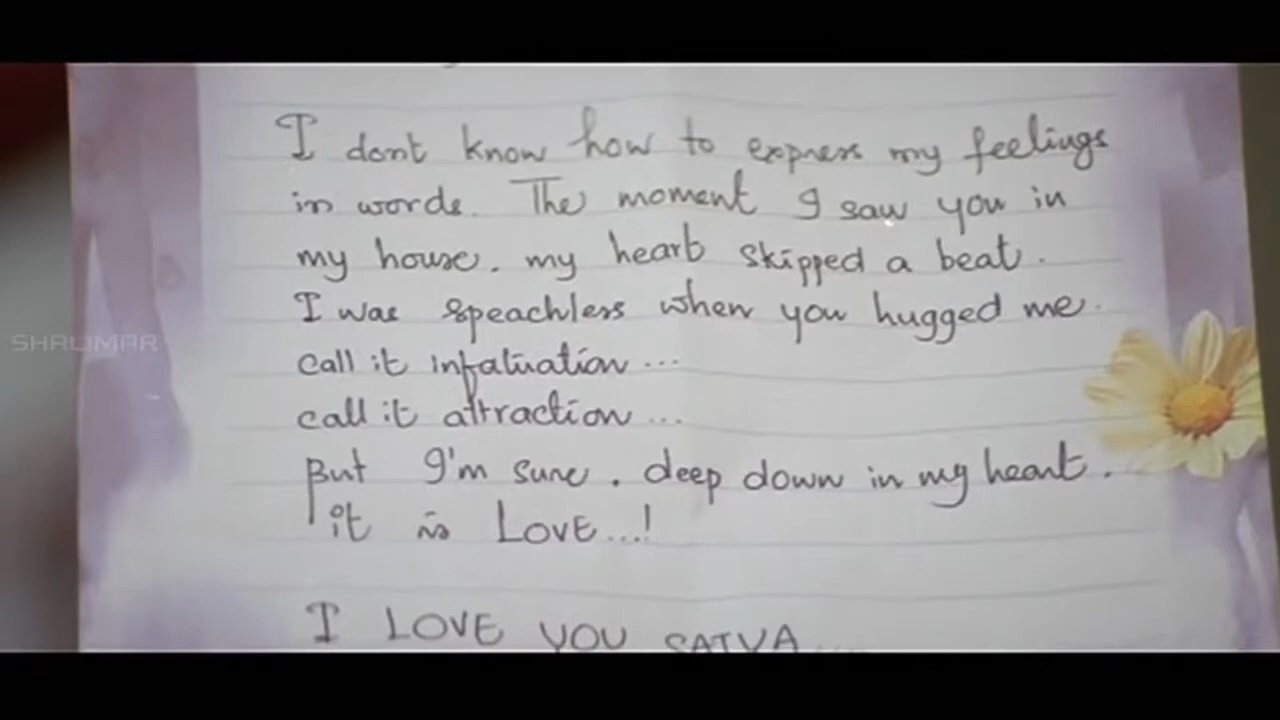 I dont know how to express my feelings
in words. The moment I saw you in
my house. my heart skipped a beat.
I was speachless when you hugged me.
call it infatuation...
call it attraction...
But I'm sure. deep down in my heart.
it is LOVE...!
I LOVE YOU SATVA...
SHALIMAR